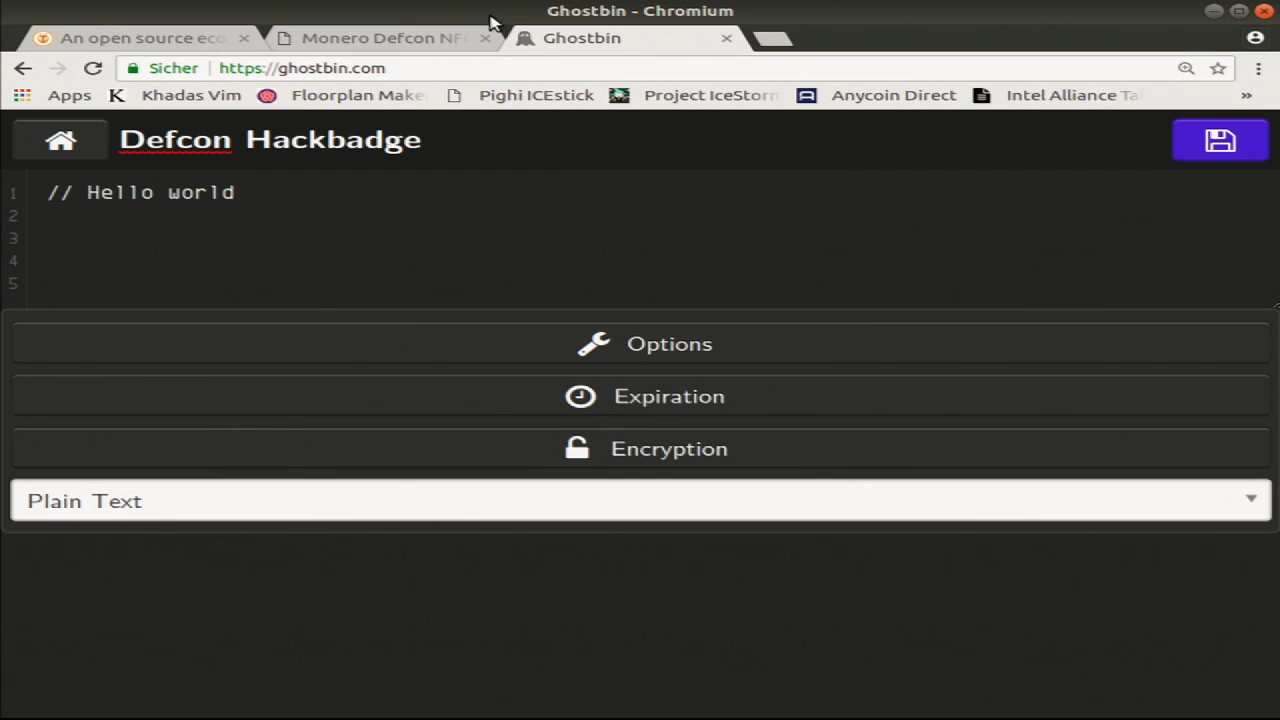 Ghostbin - Chromium
An open source eco
Monero Defcon NF
Ghostbin
Sicher https://ghostbin.com
Apps Khadas Vim Floorplan Make Pighi ICEstick Project IceStorm Anycoin Direct Intel Alliance Ta »
Defcon Hackbadge
1 // Hello world
2
3
4
5
Options
Expiration
Encryption
Plain Text